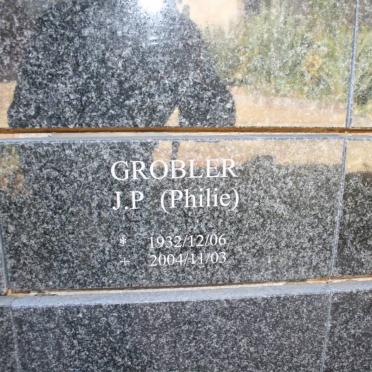 GROBLER
J.P (Philie)
* 1932/12/06
+ 2004/11/03